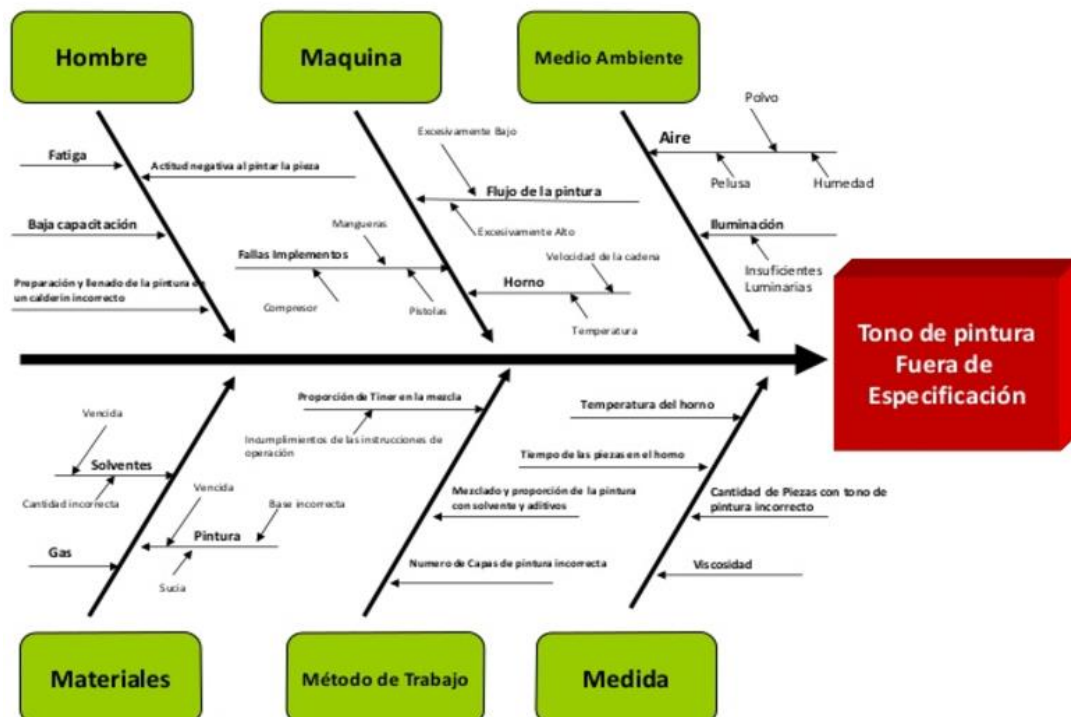 Hombre
Maquina
Medio Ambiente
Fatiga
Actitud negativa al pintar la pieza
Baja capacitación
Preparación y llenado de la pintura en
un calderin incorrecto
Excesivamente Bajo
Flujo de la pintura
Excesivamente Alto
Mangueras
Fallas Implementos
Compresor
Pistolas
Velocidad de la cadena
Horno
Temperatura
Polvo
Aire
Pelusa
Humedad
Iluminación
Insuficientes
Luminarias
Tono de pintura
Fuera de
Especificación
Vencida
Solventes
Cantidad incorrecta
Vencida
Base incorrecta
Pintura
Gas
Sucia
Proporción de Tiner en la mezcla
Incumplimientos de las instrucciones de
operación
Mezclado y proporción de la pintura
con solvente y aditivos
Numero de Capas de pintura incorrecta
Temperatura del horno
Tiempo de las piezas en el horno
Cantidad de Piezas con tono de
pintura incorrecto
Viscosidad
Materiales
Método de Trabajo
Medida